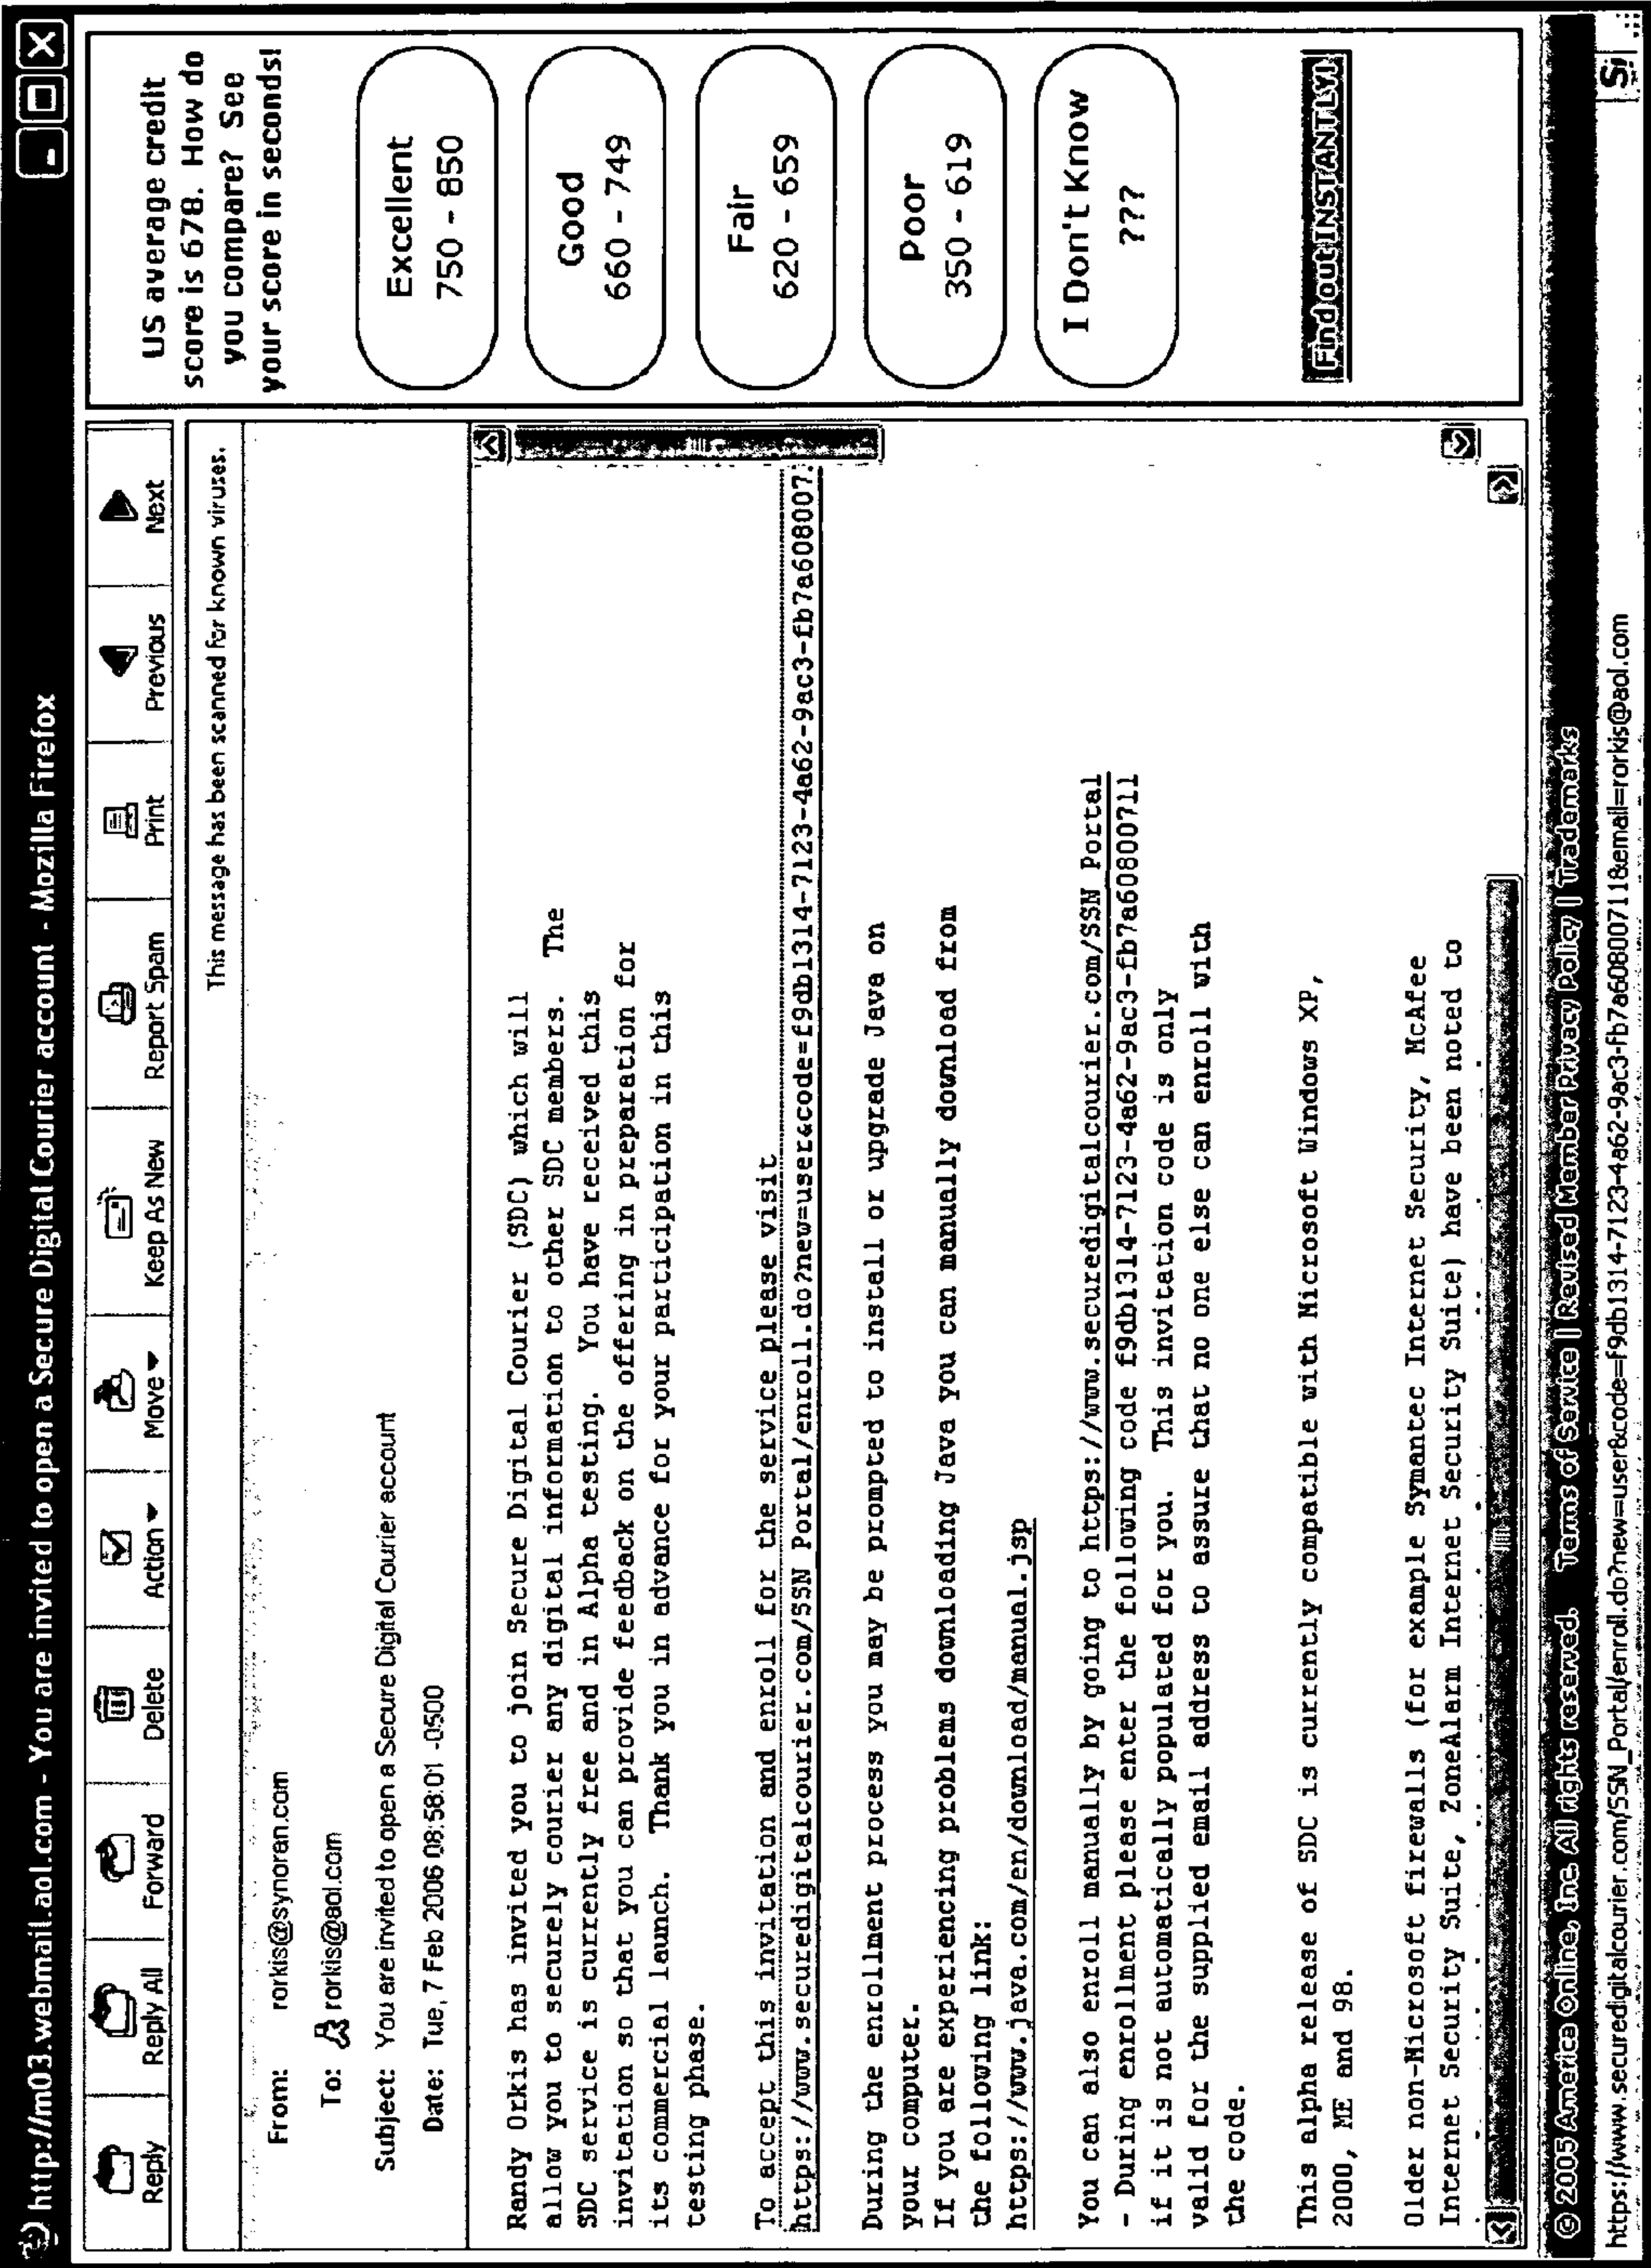 http://m03.webmail.aol.com - You are invited to open a Secure Digital Courier account - Mozilla Firefox
Reply
Reply All
Forward
Delete
Action
Move
Keep As New
Report Spam
Print
Previous
Next
This message has been scanned for known viruses.
From: rorkis@synoran.com
To: rorkis@aol.com
Subject: You are invited to open a Secure Digital Courier account
Date: Tue, 7 Feb 2006 08:58:01 -0500
Randy Orkis has invited you to join Secure Digital Courier (SDC) which will
allow you to securely courier any digital information to other SDC members. The
SDC service is currently free and in Alpha testing. You have received this
invitation so that you can provide feedback on the offering in preparation for
its commercial launch. Thank you in advance for your participation in this
testing phase.
To accept this invitation and enroll for the service please visit
https://www.securedigitalcourier.com/SSN Portal/enroll.do?new=user&code=f9db1314-7123-4a62-9ac3-fb7a608007
During the enrollment process you may be prompted to install or upgrade Java on
your computer.
If you are experiencing problems downloading Java you can manually download from
the following link:
https://www.java.com/en/download/manual.jsp
You can also enroll manually by going to https://www.securedigitalcourier.com/SSN Portal
- During enrollment please enter the following code f9db1314-7123-4a62-9ac3-fb7a60800711
if it is not automatically populated for you. This invitation code is only
valid for the supplied email address to assure that no one else can enroll with
the code.
This alpha release of SDC is currently compatible with Microsoft Windows XP,
2000, ME and 98.
Older non-Microsoft firewalls (for example Symantec Internet Security, McAfee
Internet Security Suite, ZoneAlarm Internet Security Suite) have been noted to
US average credit
score is 678. How do
you compare? See
your score in seconds!
Excellent
750 - 850
Good
660 - 749
Fair
620 - 659
Poor
350 - 619
I Don't Know
???
Find out INSTANTLY!
© 2005 America Online, Inc. All rights reserved. Terms of Service | Revised Member Privacy Policy | Trademarks
https://www.securedigitalcourier.com/SSN_Portal/enroll.do?new=user&code=f9db1314-7123-4a62-9ac3-fb7a60800711&email=rorkis@aol.com